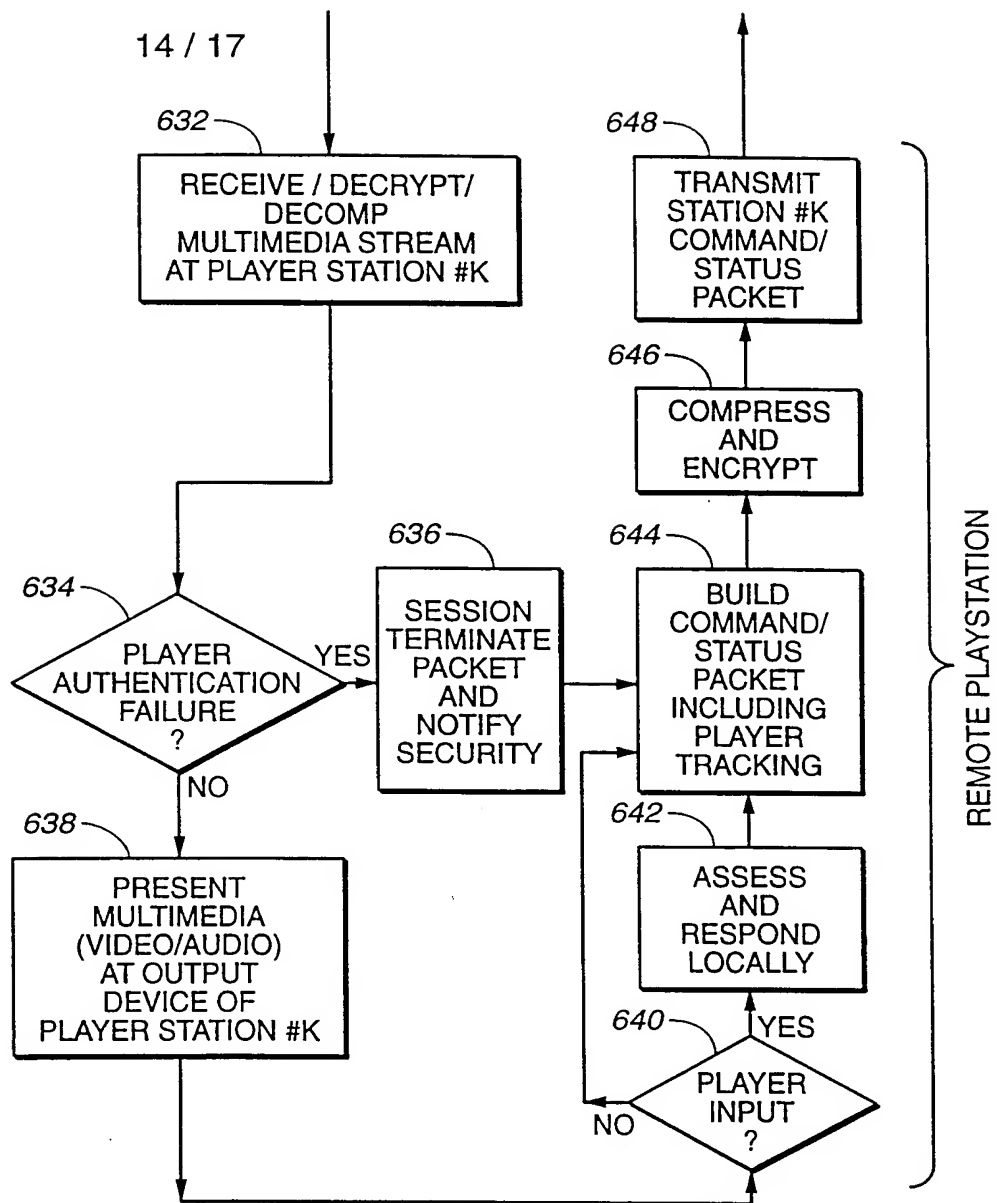 14 / 17
632
RECEIVE / DECRYPT/
DECOMP
MULTIMEDIA STREAM
AT PLAYER STATION #K
634
PLAYER
AUTHENTICATION
FAILURE
?
YES
NO
636
SESSION
TERMINATE
PACKET
AND
NOTIFY
SECURITY
638
PRESENT
MULTIMEDIA
(VIDEO/AUDIO)
AT OUTPUT
DEVICE OF
PLAYER STATION #K
648
TRANSMIT
STATION #K
COMMAND/
STATUS
PACKET
646
COMPRESS
AND
ENCRYPT
644
BUILD
COMMAND/
STATUS
PACKET
INCLUDING
PLAYER
TRACKING
642
ASSESS
AND
RESPOND
LOCALLY
640
YES
PLAYER
INPUT
?
NO
REMOTE PLAYSTATION